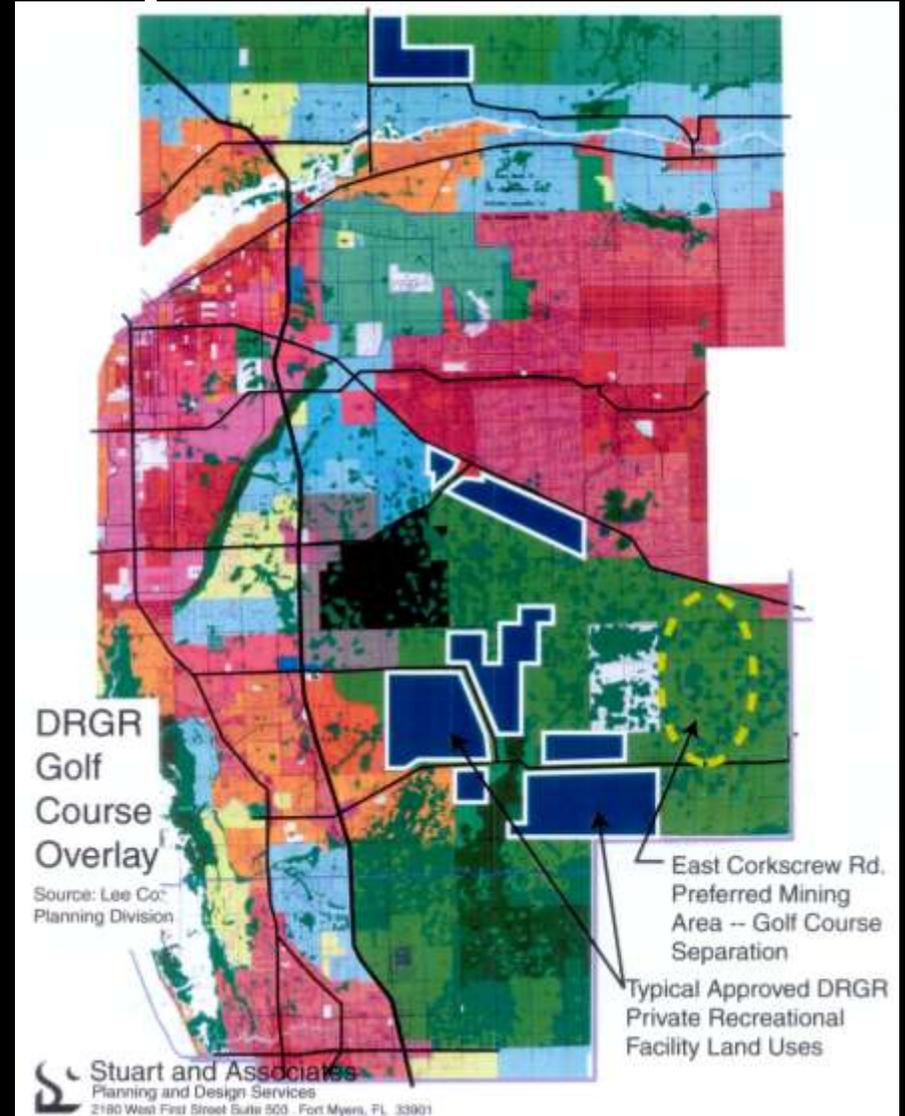 DRGR
Golf
Course
Overlay
Source: Lee Co.
Planning Division
East Corkscrew Rd.
Preferred Mining
Area -- Golf Course
Separation
Typical Approved DRGR
Private Recreational
Facility Land Uses
Stuart and Associates
Planning and Design Services
2180 West First Street Suite 503 . Fort Myers, FL 33901